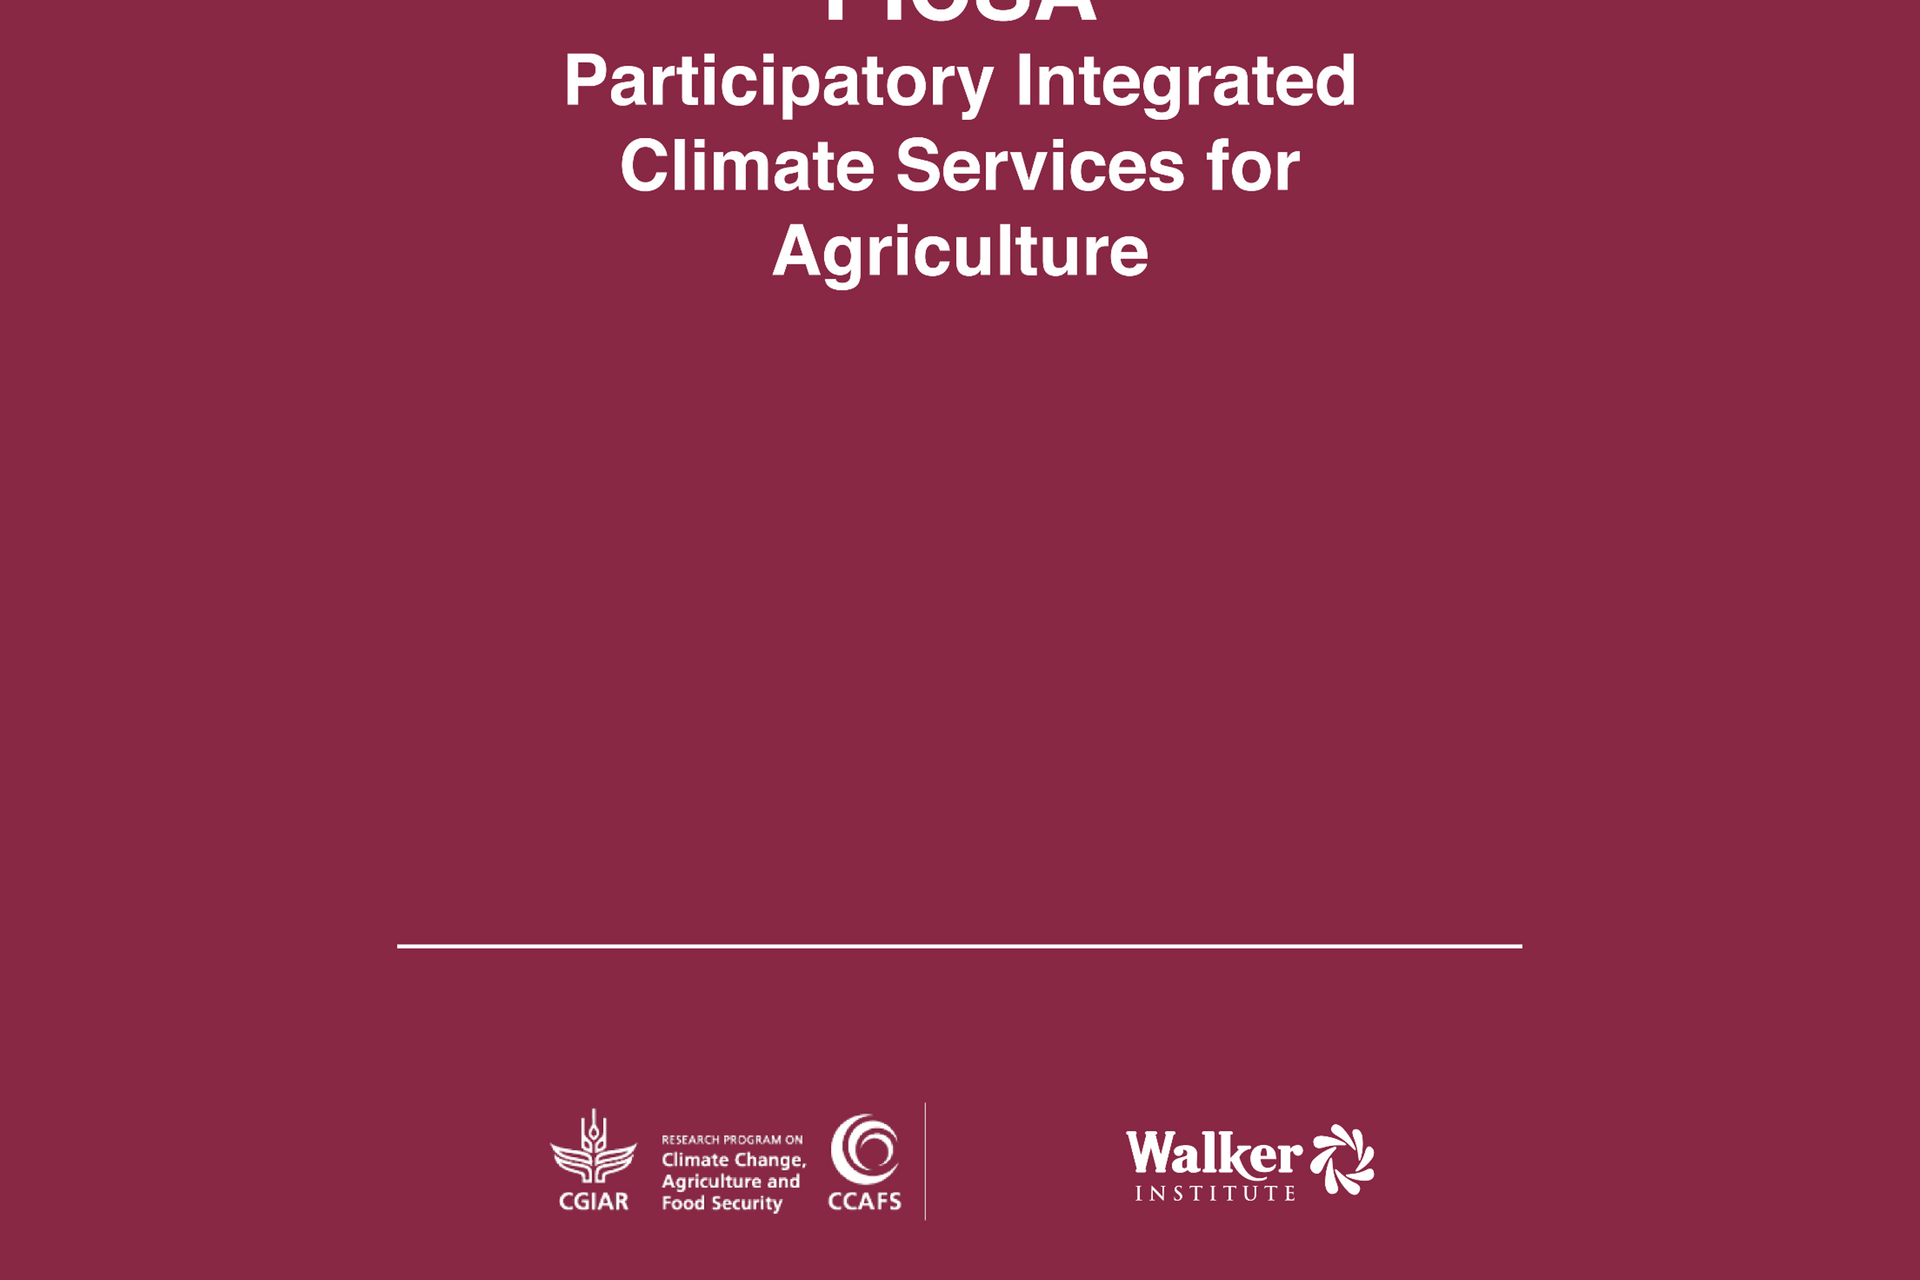 PICSA
Participatory Integrated
Climate Services for
Agriculture
CGIAR
RESEARCH PROGRAM ON
Climate Change,
Agriculture and
Food Security
CCAFS
Walker
INSTITUTE